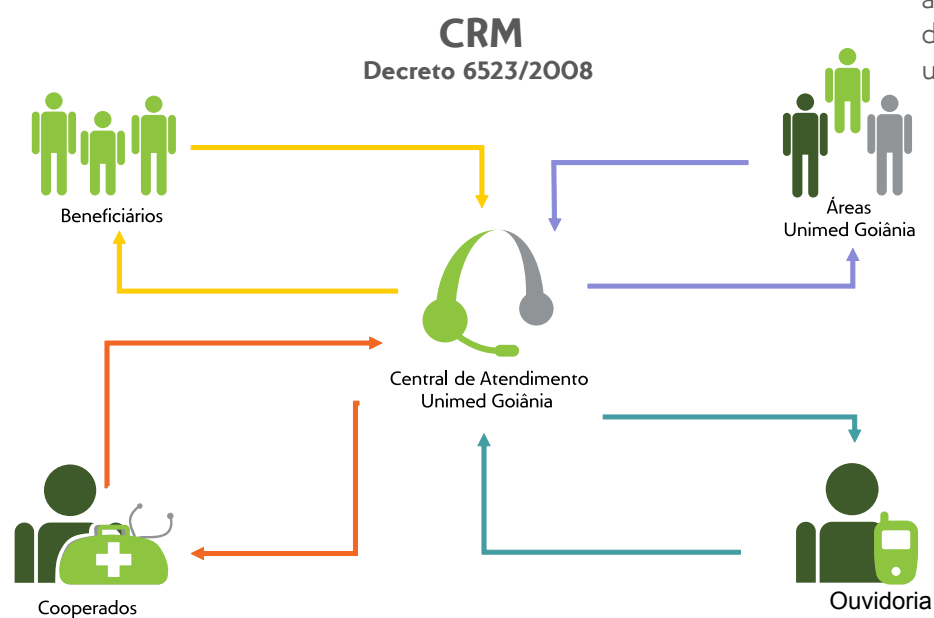 CRM
Decreto 6523/2008
a
d
u
Beneficiários
Áreas
Unimed Goiânia
Central de Atendimento
Unimed Goiânia
Cooperados
Ouvidoria